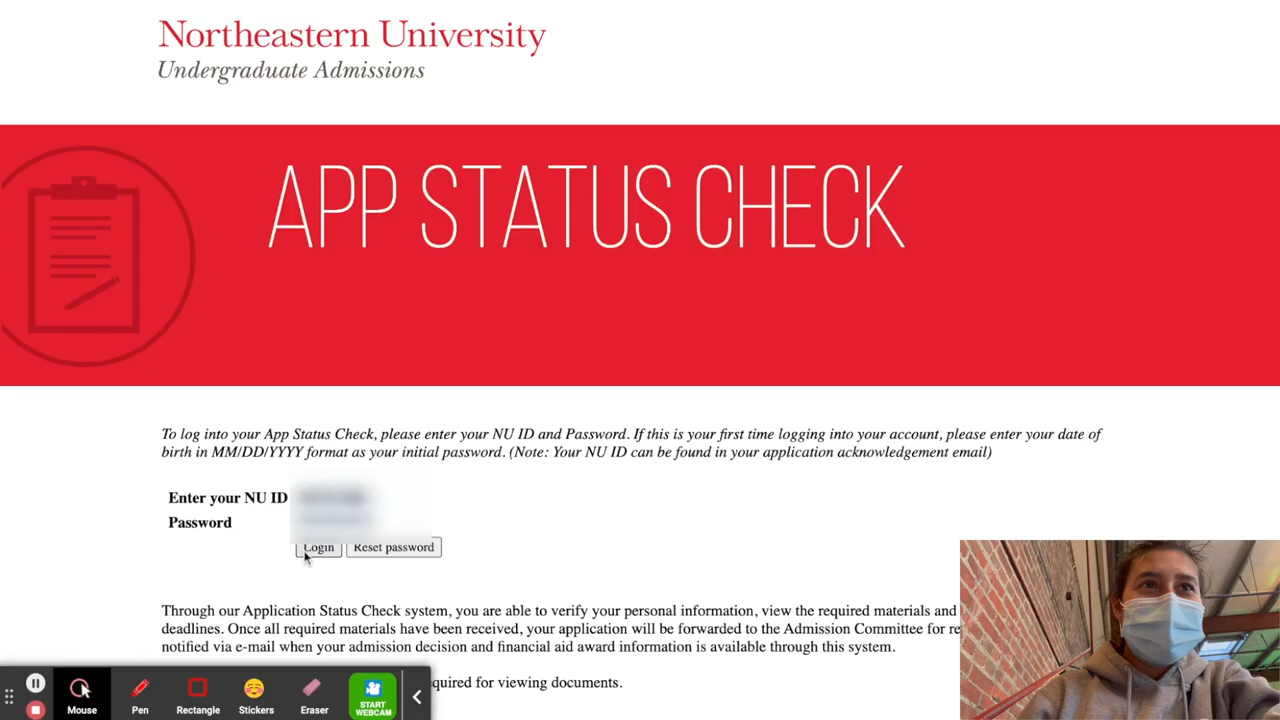 Northeastern University
Undergraduate Admissions
APP STATUS CHECK
To log into your App Status Check, please enter your NU ID and Password. If this is your first time logging into your account, please enter your date of
birth in MM/DD/YYYY format as your initial password. (Note: Your NU ID can be found in your application acknowledgement email)
Enter your NU ID
Password
Login Reset password
Through our Application Status Check system, you are able to verify your personal information, view the required materials and
deadlines. Once all required materials have been received, your application will be forwarded to the Admission Committee for re
notified via e-mail when your admission decision and financial aid award information is available through this system.
equired for viewing documents.
Mouse Pen Rectangle Stickers Eraser START
WEBCAM